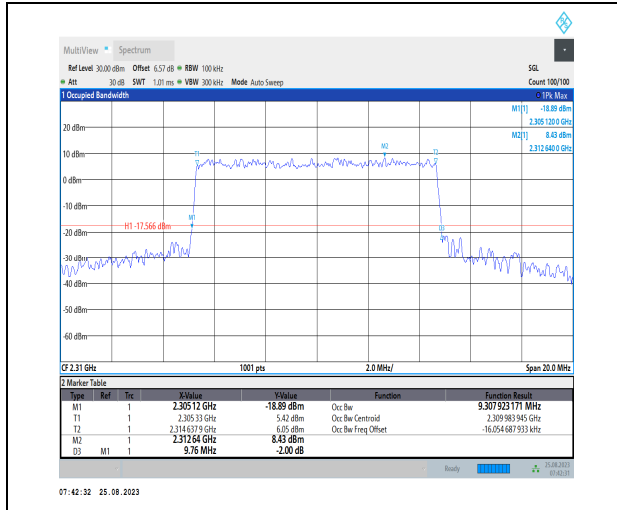 MultiView Spectrum
Ref Level 30.00 dBm Offset 6.57 dB RBW 100 kHz SGL
Att 30 dB SWT 1.01 ms VBW 300 kHz Mode Auto Sweep Count 100/100
1 Occupied Bandwidth 1Pk Max
M1[1] -18.89 dBm
2.305 120 0 GHz
M2[1] 8.43 dBm
2.312 640 0 GHz
20 dBm
M2
T1 T2
10 dBm
0 dBm
-10 dBm
M1
H1 -17.566 dBm
D3
-20 dBm
-30 dBm
-40 dBm
-50 dBm
-60 dBm
CF 2.31 GHz 1001 pts 2.0 MHz/ Span 20.0 MHz
2 Marker Table
Type Ref Trc X-Value Y-Value Function Function Result
M1 1 2.305 12 GHz -18.89 dBm Occ Bw 9.307 923 171 MHz
T1 1 2.305 33 GHz 5.42 dBm Occ Bw Centroid 2.309 983 945 GHz
T2 1 2.314 637 9 GHz 6.05 dBm Occ Bw Freq Offset -16.054 687 933 kHz
M2 1 2.312 64 GHz 8.43 dBm
D3 M1 1 9.76 MHz -2.00 dB
Ready 25.08.2023
07:42:31
07:42:32 25.08.2023